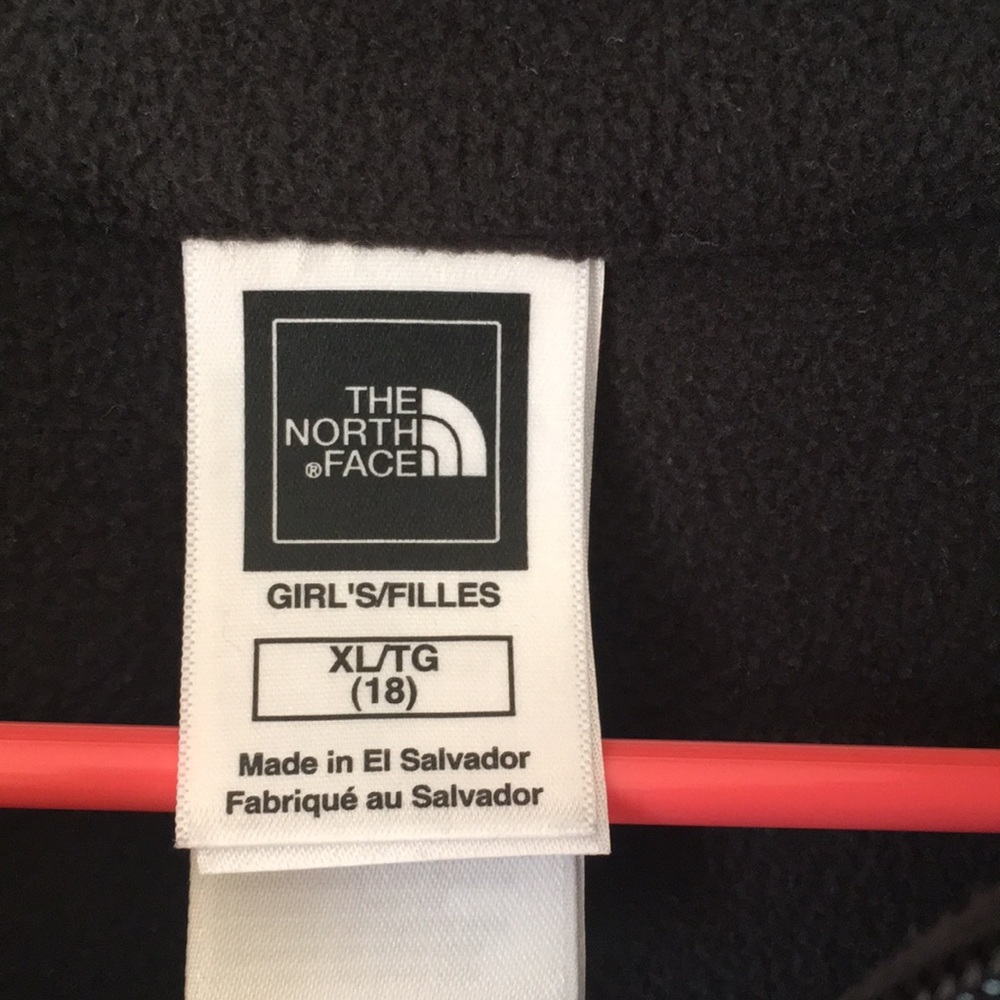 THE
NORTH
®FACE
GIRL'S/FILLES
XL/TG
(18)
Made in El Salvador
Fabriqué au Salvador